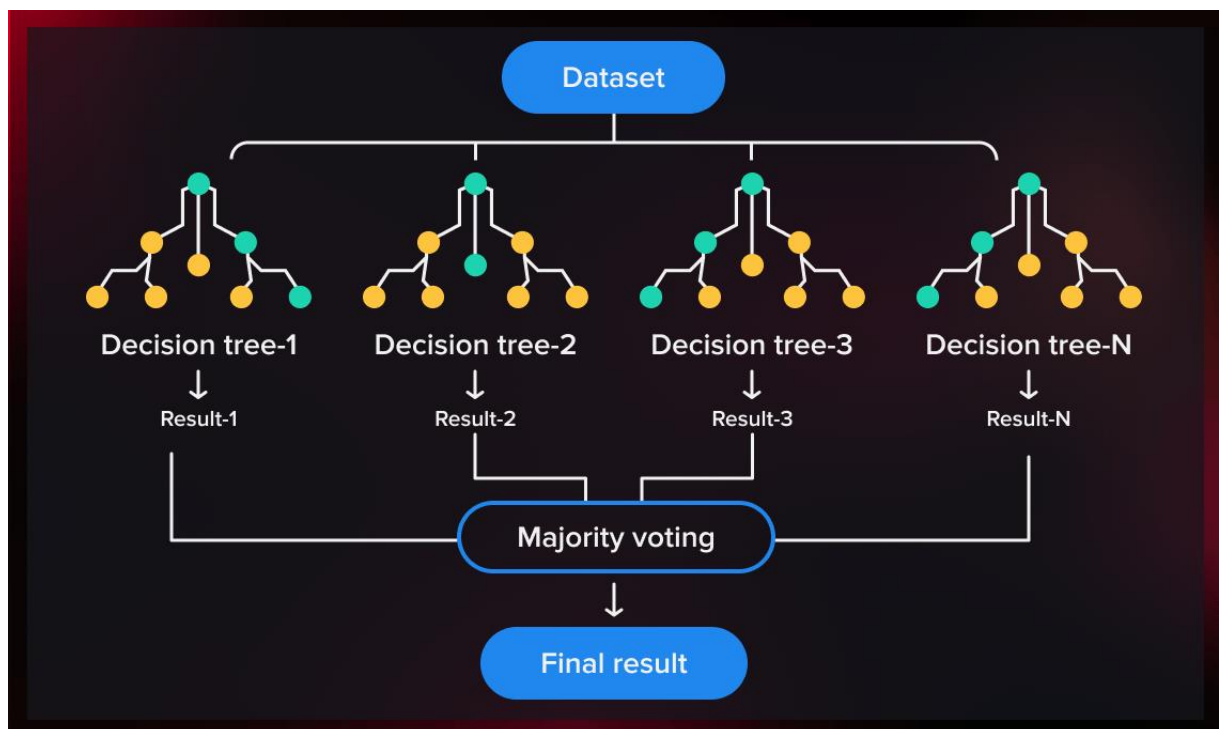 Dataset
Decision tree-1
Decision tree-2
Decision tree-3
Decision tree-N
Result-1
Result-2
Result-3
Result-N
Majority voting
Final result